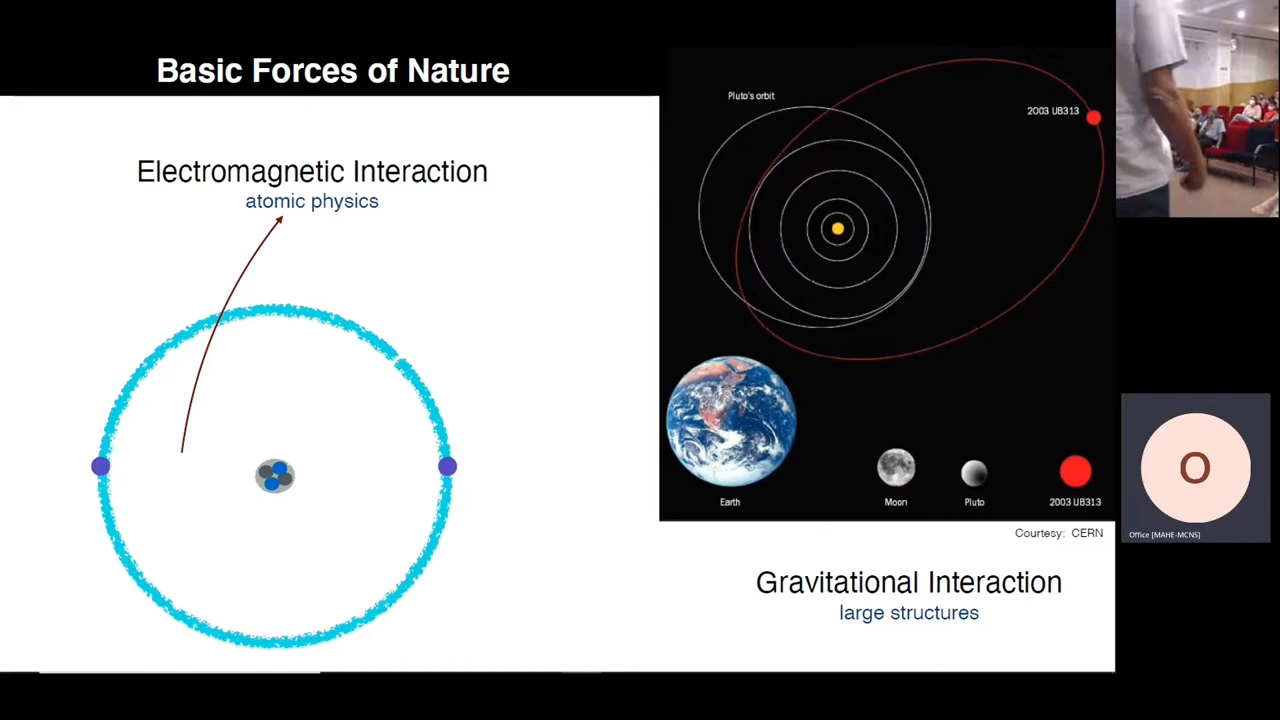 Basic Forces of Nature
Electromagnetic Interaction
atomic physics
Pluto's orbit
2003 UB313
Earth
Moon
Pluto
2003 UB313
Courtesy: CERN
Gravitational Interaction
large structures
O
Office [MAHE-MCNS]